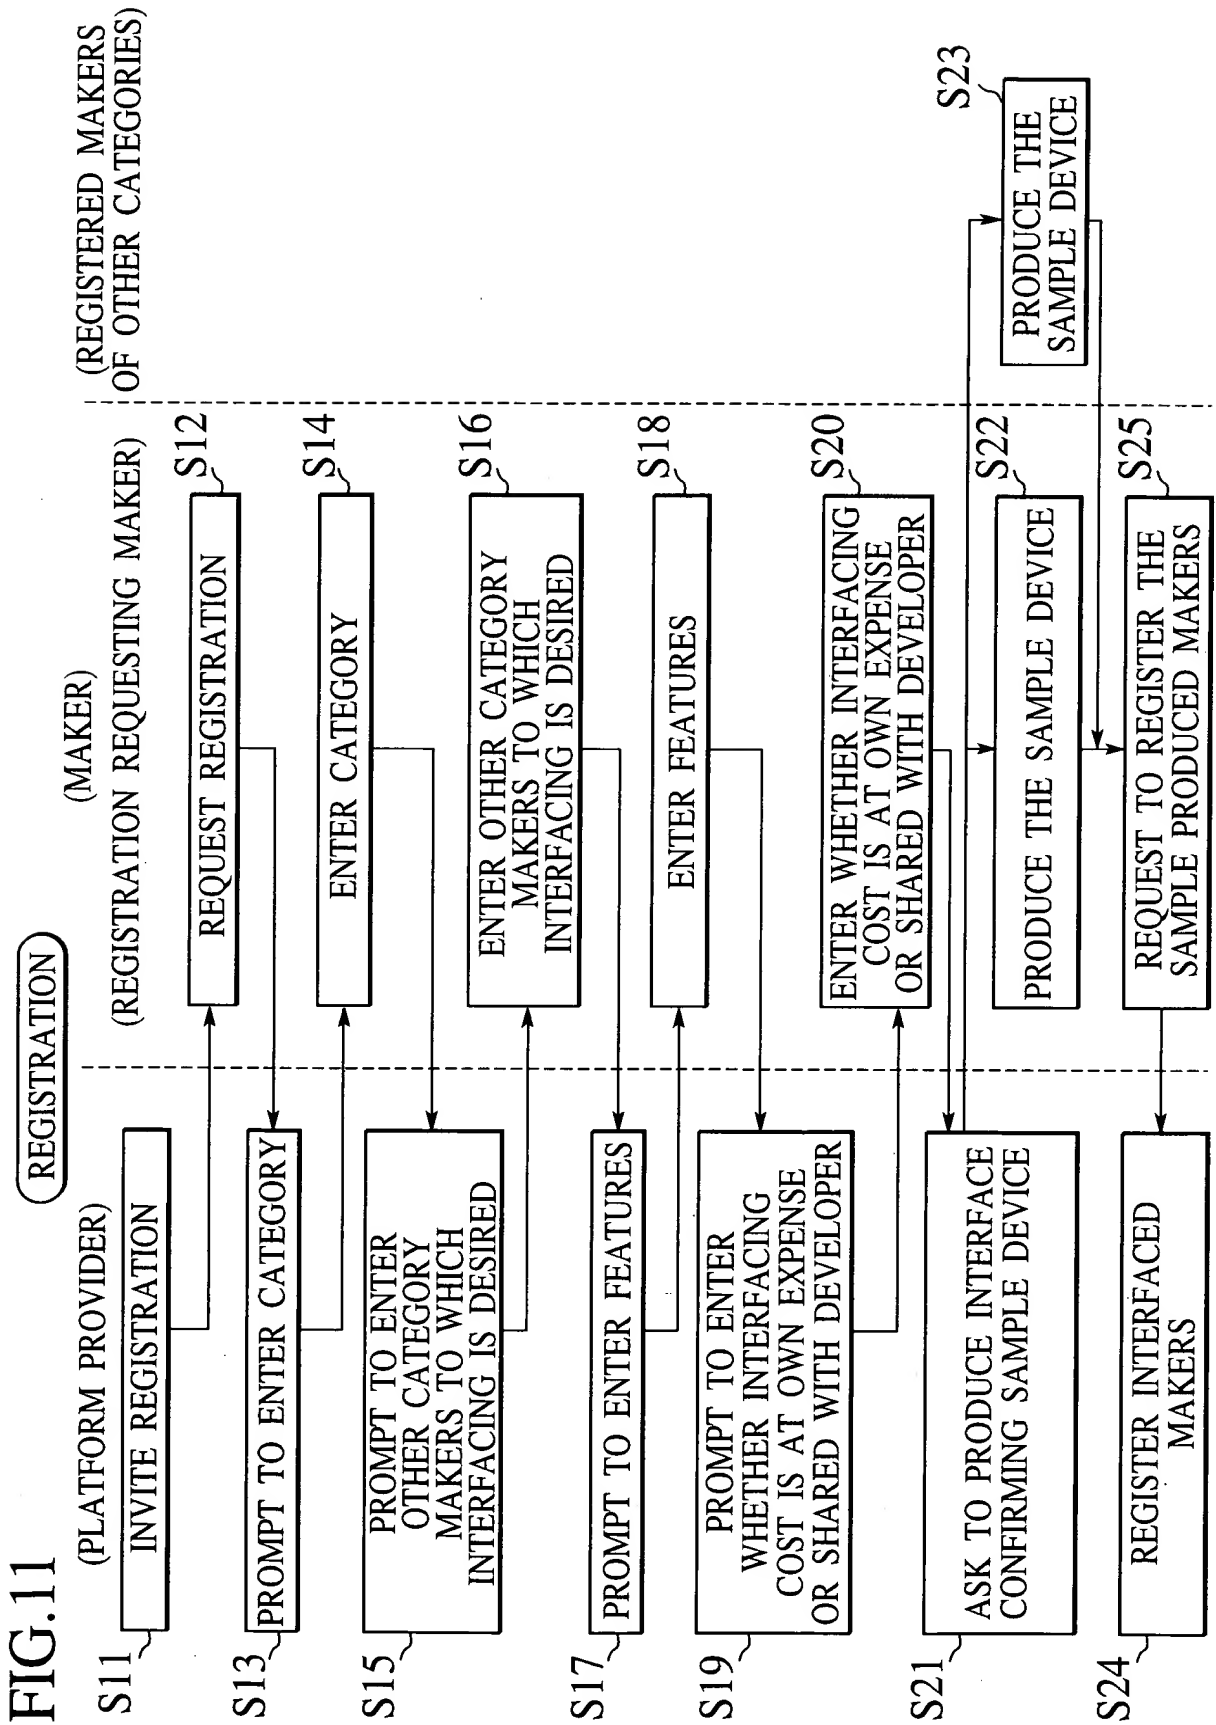 FIG.11
REGISTRATION
(PLATFORM PROVIDER)
(MAKER)
(REGISTRATION REQUESTING MAKER)
(REGISTERED MAKERS
OF OTHER CATEGORIES)
S11
INVITE REGISTRATION
S12
REQUEST REGISTRATION
S13
PROMPT TO ENTER CATEGORY
S14
ENTER CATEGORY
S15
PROMPT TO ENTER
OTHER CATEGORY
MAKERS TO WHICH
INTERFACING IS DESIRED
S16
ENTER OTHER CATEGORY
MAKERS TO WHICH
INTERFACING IS DESIRED
S17
PROMPT TO ENTER FEATURES
S18
ENTER FEATURES
S19
PROMPT TO ENTER
WHETHER INTERFACING
COST IS AT OWN EXPENSE
OR SHARED WITH DEVELOPER
S20
ENTER WHETHER INTERFACING
COST IS AT OWN EXPENSE
OR SHARED WITH DEVELOPER
S21
ASK TO PRODUCE INTERFACE
CONFIRMING SAMPLE DEVICE
S22
PRODUCE THE SAMPLE DEVICE
S23
PRODUCE THE
SAMPLE DEVICE
S24
REGISTER INTERFACED
MAKERS
S25
REQUEST TO REGISTER THE
SAMPLE PRODUCED MAKERS